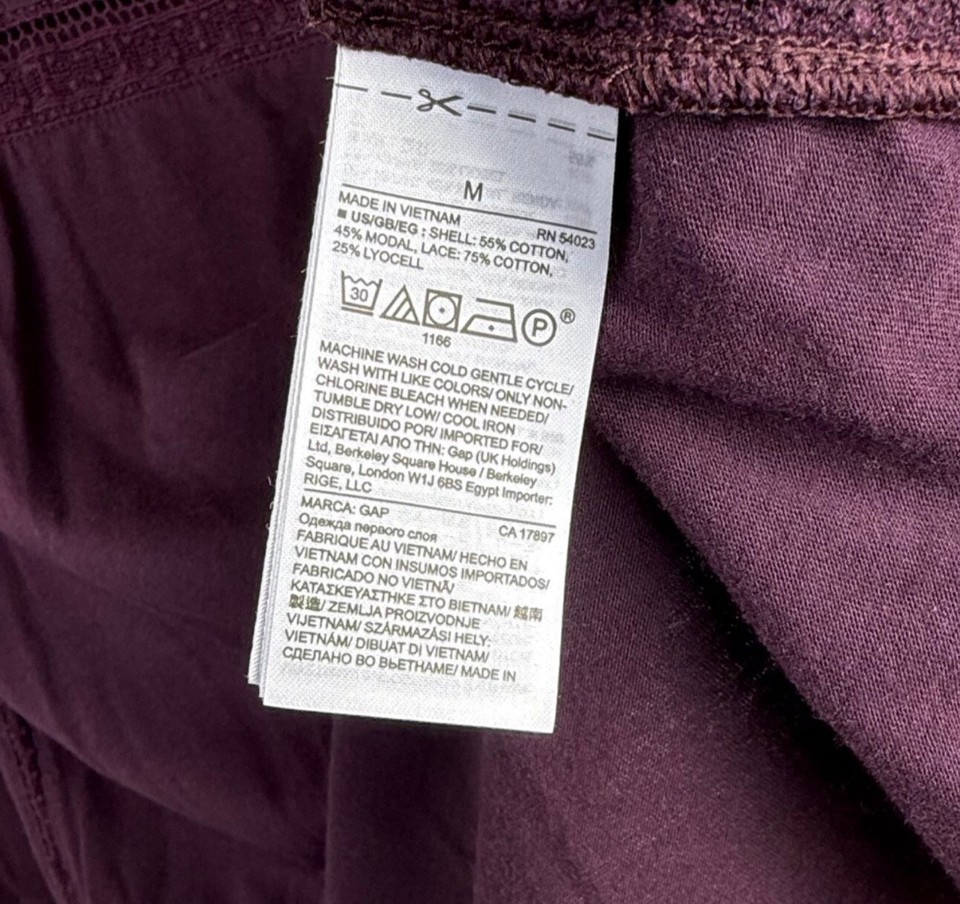 M
MADE IN VIETNAM
RN 54023
■ US/GB/EG : SHELL: 55% COTTON,
45% MODAL, LACE: 75% COTTON,
25% LYOCELL
30
P ®
1166
MACHINE WASH COLD GENTLE CYCLE/
WASH WITH LIKE COLORS/ ONLY NON-
CHLORINE BLEACH WHEN NEEDED/
TUMBLE DRY LOW/ COOL IRON
DISTRIBUIDO POR/ IMPORTED FOR/
ΕΙΣΑΓΕΤΑΙ ΑΠΟ ΤΗΝ: Gap (UK Holdings)
Ltd, Berkeley Square House / Berkeley
Square, London W1J 6BS Egypt Importer:
RIGE, LLC
MARCA: GAP
CA 17897
Одежда первого слоя
FABRIQUE AU VIETNAM/ HECHO EN
VIETNAM CON INSUMOS IMPORTADOS/
FABRICADO NO VIETNÃ/
ΚΑΤΑΣΚΕΥΑΣΤΗΚΕ ΣΤΟ ΒΙΕΤΝΑΜ/ 越南
製造/ ZEMLJA PROIZVODNJE
VIJETNAM/ SZÁRMAZÁSI HELY:
VIETNÁM/ DIBUAT DI VIETNAM/
СДЕЛАНО ВО ВЬЕТНАМЕ/ MADE IN